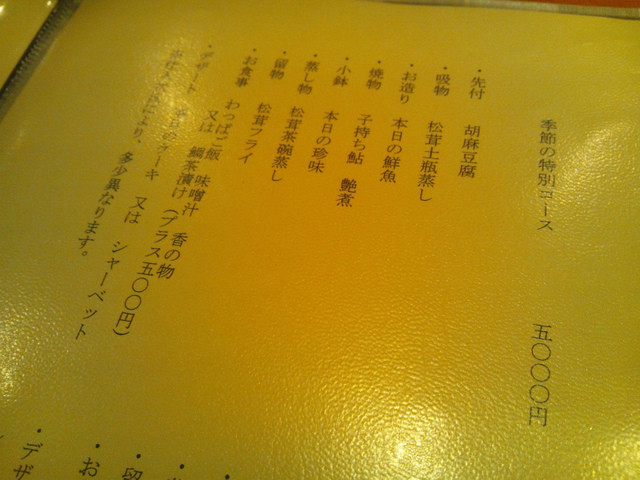 季節の特別コース 五〇〇〇円
・先付 胡麻豆腐
・吸物 松茸土瓶蒸し
・お造り 本日の鮮魚
・焼物 子持ち鮎 艶煮
・小鉢 本日の珍味
・蒸し物 松茸茶碗蒸し
・留物 松茸フライ
・お食事 わっぱご飯 味噌汁 香の物
又は 鯛茶漬け（プラス五〇〇円）
・デザート ケーキ 又は シャーベット
により、多少異なります。
・留
・お
・デザ